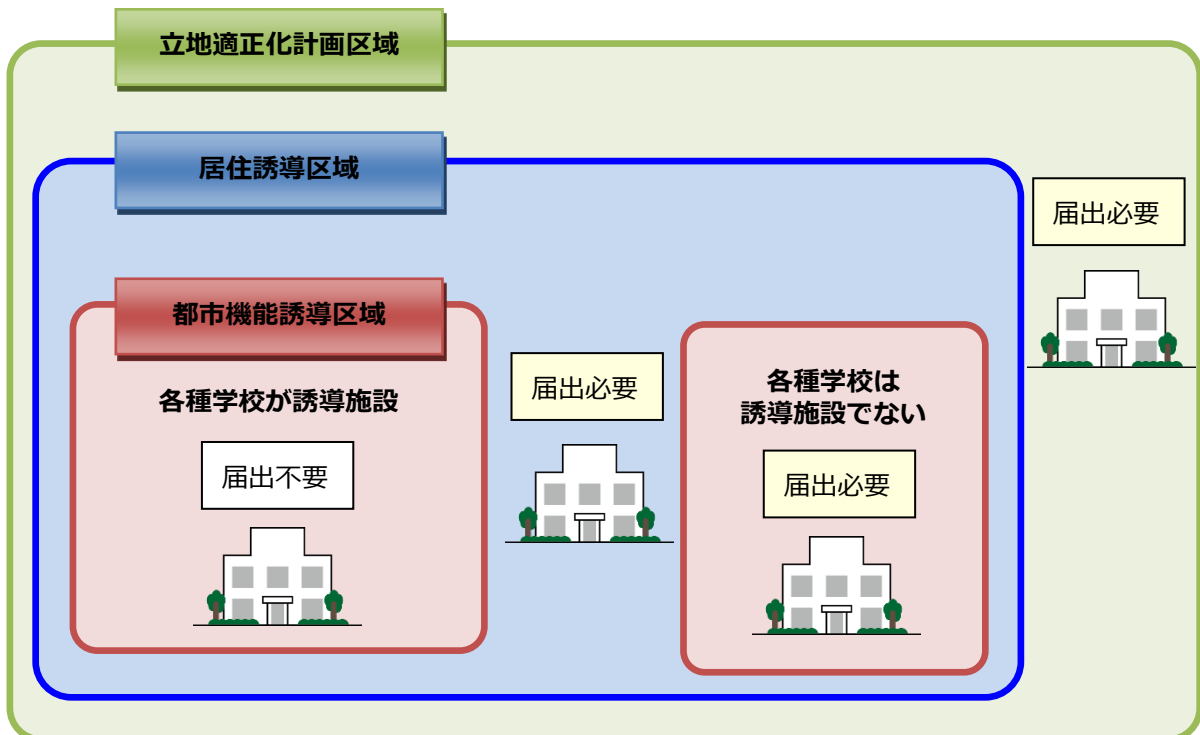 立地適正化計画区域
居住誘導区域
届出必要
都市機能誘導区域
各種学校が誘導施設
届出不要
届出必要
各種学校は
誘導施設でない
届出必要